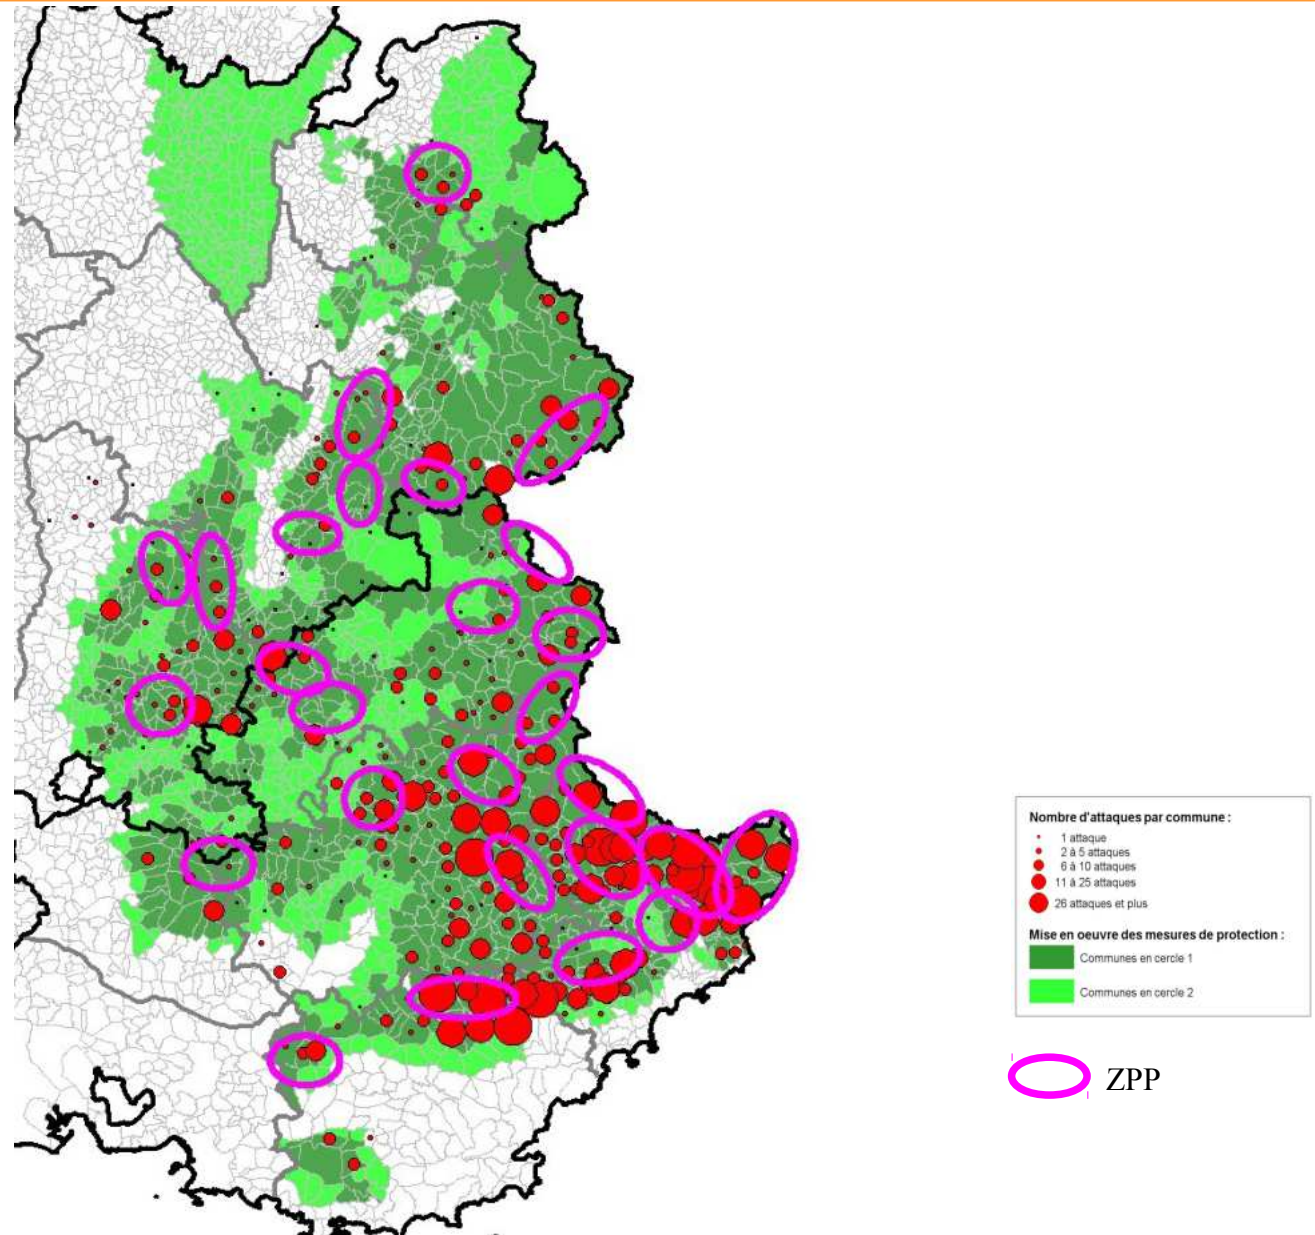 Nombre d'attaques par commune :
1 attaque
2 à 5 attaques
6 à 10 attaques
11 à 25 attaques
26 attaques et plus
Mise en oeuvre des mesures de protection :
Communes en cercle 1
Communes en cercle 2
ZPP